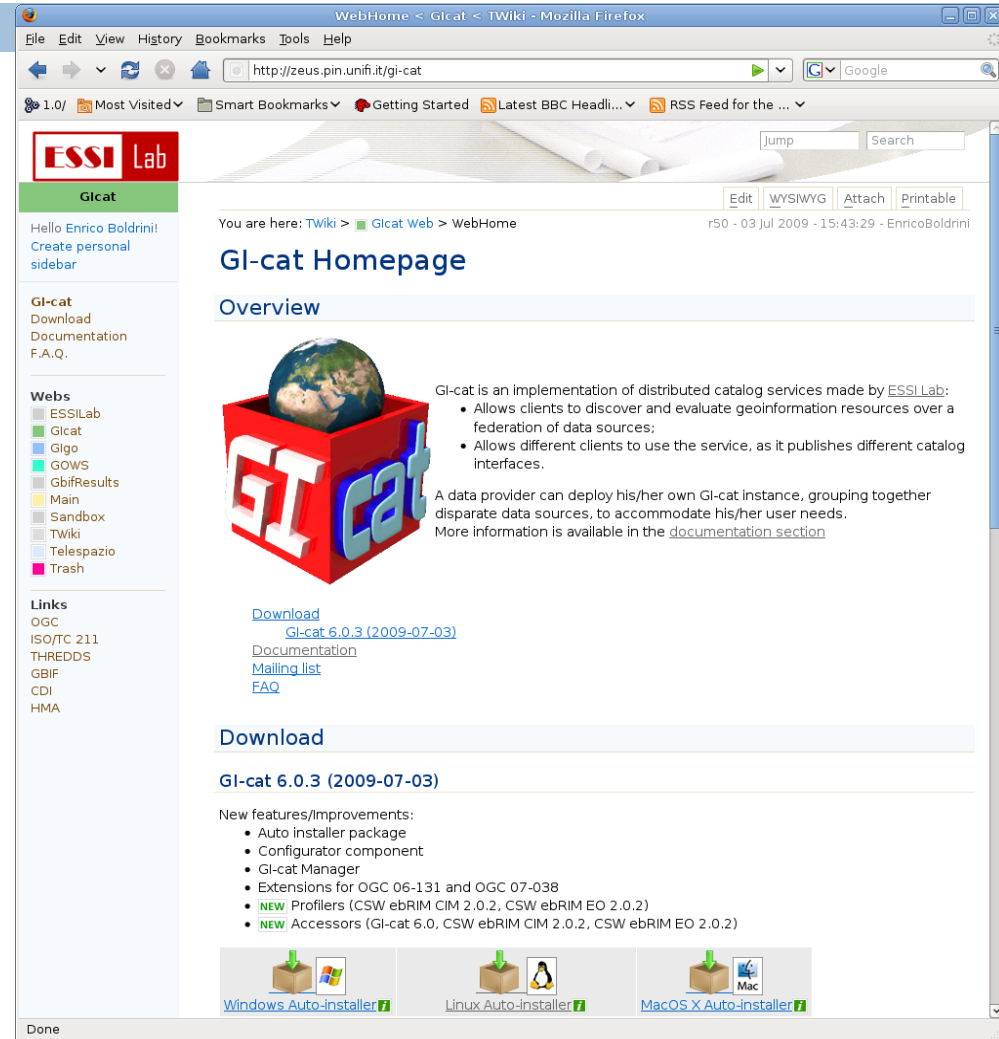 WebHome < GIcat < TWiki - Mozilla Firefox
File Edit View History Bookmarks Tools Help
http://zeus.pin.unifi.it/gi-cat
G Google
1.0/ Most Visited Smart Bookmarks Getting Started Latest BBC Headli... RSS Feed for the ...
ESSI Lab
Jump Search
GIcat
Edit WYSIWYG Attach Printable
Hello Enrico Boldrini!
Create personal
sidebar
You are here: TWiki > GIcat Web > WebHome
r50 - 03 Jul 2009 - 15:43:29 - EnricoBoldrini
GI-cat
Download
Documentation
F.A.Q.
Webs
ESSILab
GIcat
GIgo
GOWS
GbifResults
Main
Sandbox
TWiki
Telespazio
Trash
Links
OGC
ISO/TC 211
THREDDS
GBIF
CDI
HMA
GI-cat Homepage
Overview
GI cat
GI-cat is an implementation of distributed catalog services made by ESSI Lab:
• Allows clients to discover and evaluate geoinformation resources over a
federation of data sources;
• Allows different clients to use the service, as it publishes different catalog
interfaces.
A data provider can deploy his/her own GI-cat instance, grouping together
disparate data sources, to accommodate his/her user needs.
More information is available in the documentation section
Download
GI-cat 6.0.3 (2009-07-03)
Documentation
Mailing list
FAQ
Download
GI-cat 6.0.3 (2009-07-03)
New features/Improvements:
• Auto installer package
• Configurator component
• GI-cat Manager
• Extensions for OGC 06-131 and OGC 07-038
• NEW Profilers (CSW ebRIM CIM 2.0.2, CSW ebRIM EO 2.0.2)
• NEW Accessors (GI-cat 6.0, CSW ebRIM CIM 2.0.2, CSW ebRIM EO 2.0.2)
Mac
Windows Auto-installer i Linux Auto-installer i MacOS X Auto-installer i
Done